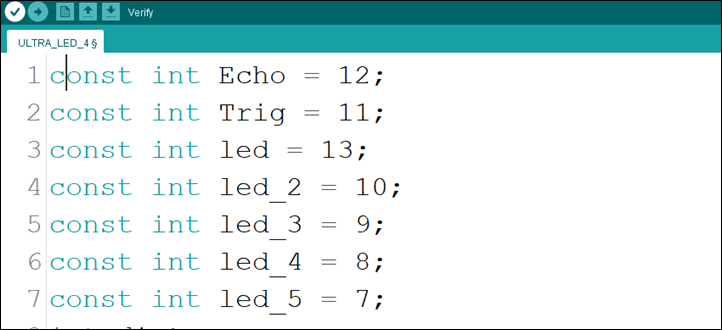 Verify
ULTRA_LED_4 §
1 const int Echo = 12;
2 const int Trig = 11;
3 const int led = 13;
4 const int led_2 = 10;
5 const int led_3 = 9;
6 const int led_4 = 8;
7 const int led_5 = 7;